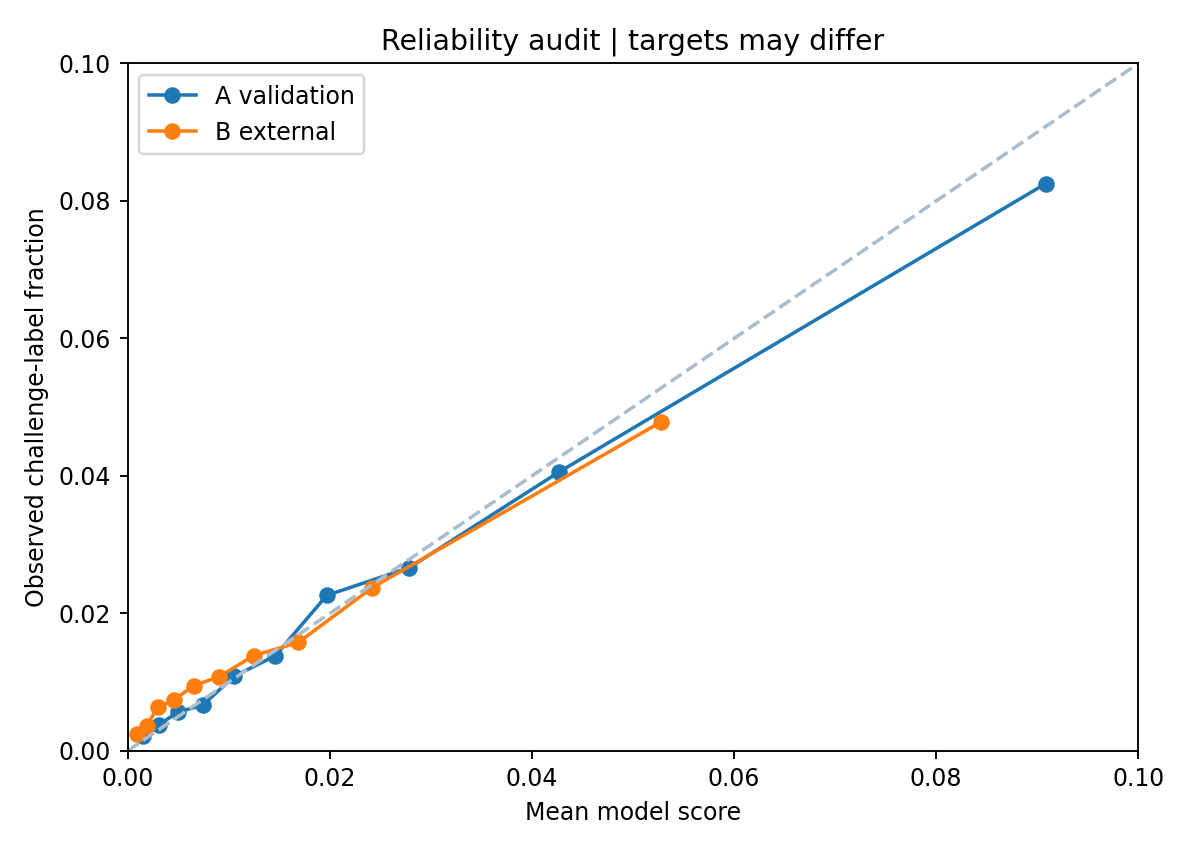 Reliability audit | targets may differ
A validation
B external
Observed challenge-label fraction
0.10
0.08
0.06
0.04
0.02
0.00
0.00 0.02 0.04 0.06 0.08 0.10
Mean model score